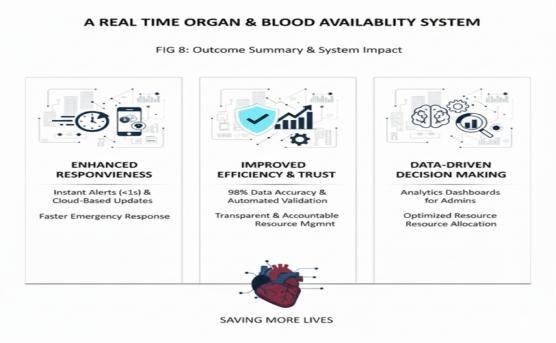 A REAL TIME ORGAN & BLOOD AVAILABLITY SYSTEM
FIG 8: Outcome Summary & System Impact
ENHANCED
RESPONVIENESS
Instant Alerts (<1s) &
Cloud-Based Updates
Faster Emergency Response
IMPROVED
EFFICIENCY & TRUST
98% Data Accuracy &
Automated Validation
Transparent & Accountable
Resource Mgmnt
DATA-DRIVEN
DECISION MAKING
Analytics Dashboards
for Admins
Optimized Resource
Resource Allocation
SAVING MORE LIVES